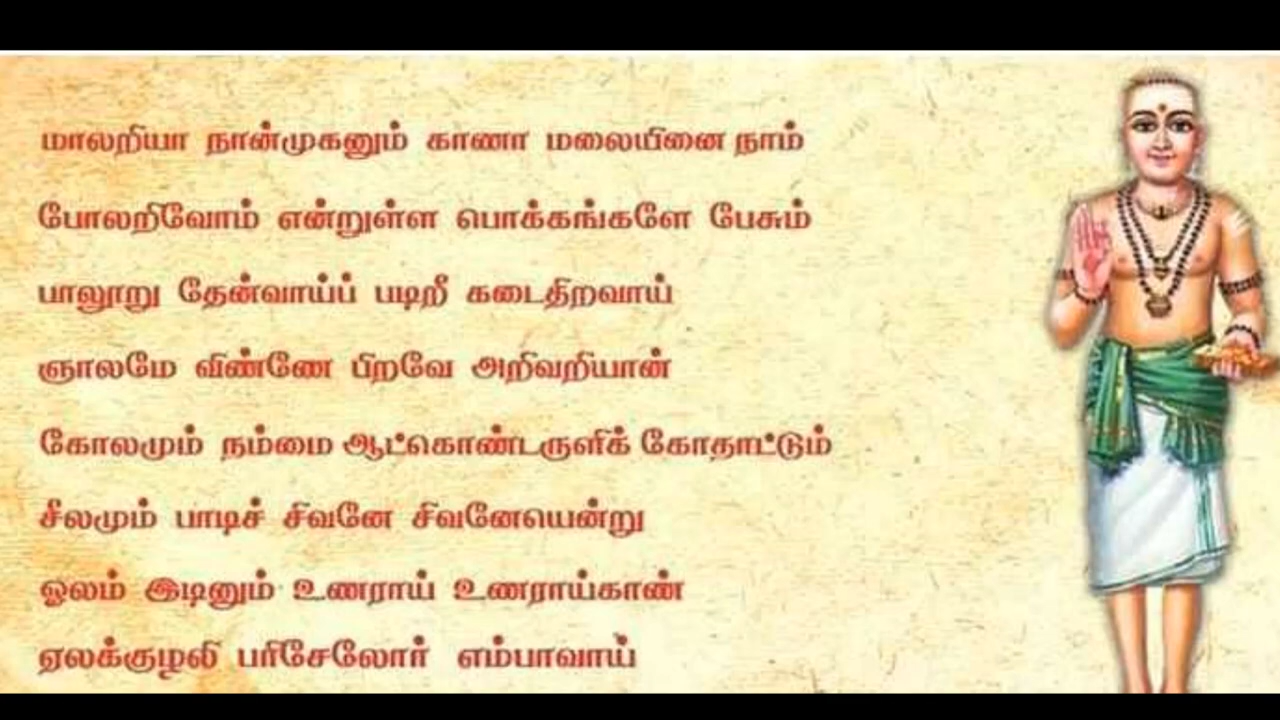 மாலறியா நான்முகனும் காணா மலையினை நாம்
போலறிவோம் என்றுள்ள பொக்கங்களே பேசும்
பாலூறு தேன்வாய்ப் படிறீ கடைதிறவாய்
ஞாலமே விண்ணே பிறவே அறிவறியான்
கோலமும் நம்மை ஆட்கொண்டருளிக் கோதாட்டும்
சீலமும் பாடிச் சிவனே சிவனேயென்று
ஓலம் இடினும் உணராய் உணராய்காண்
ஏலக்குழலி பரிசேலோர் எம்பாவாய்